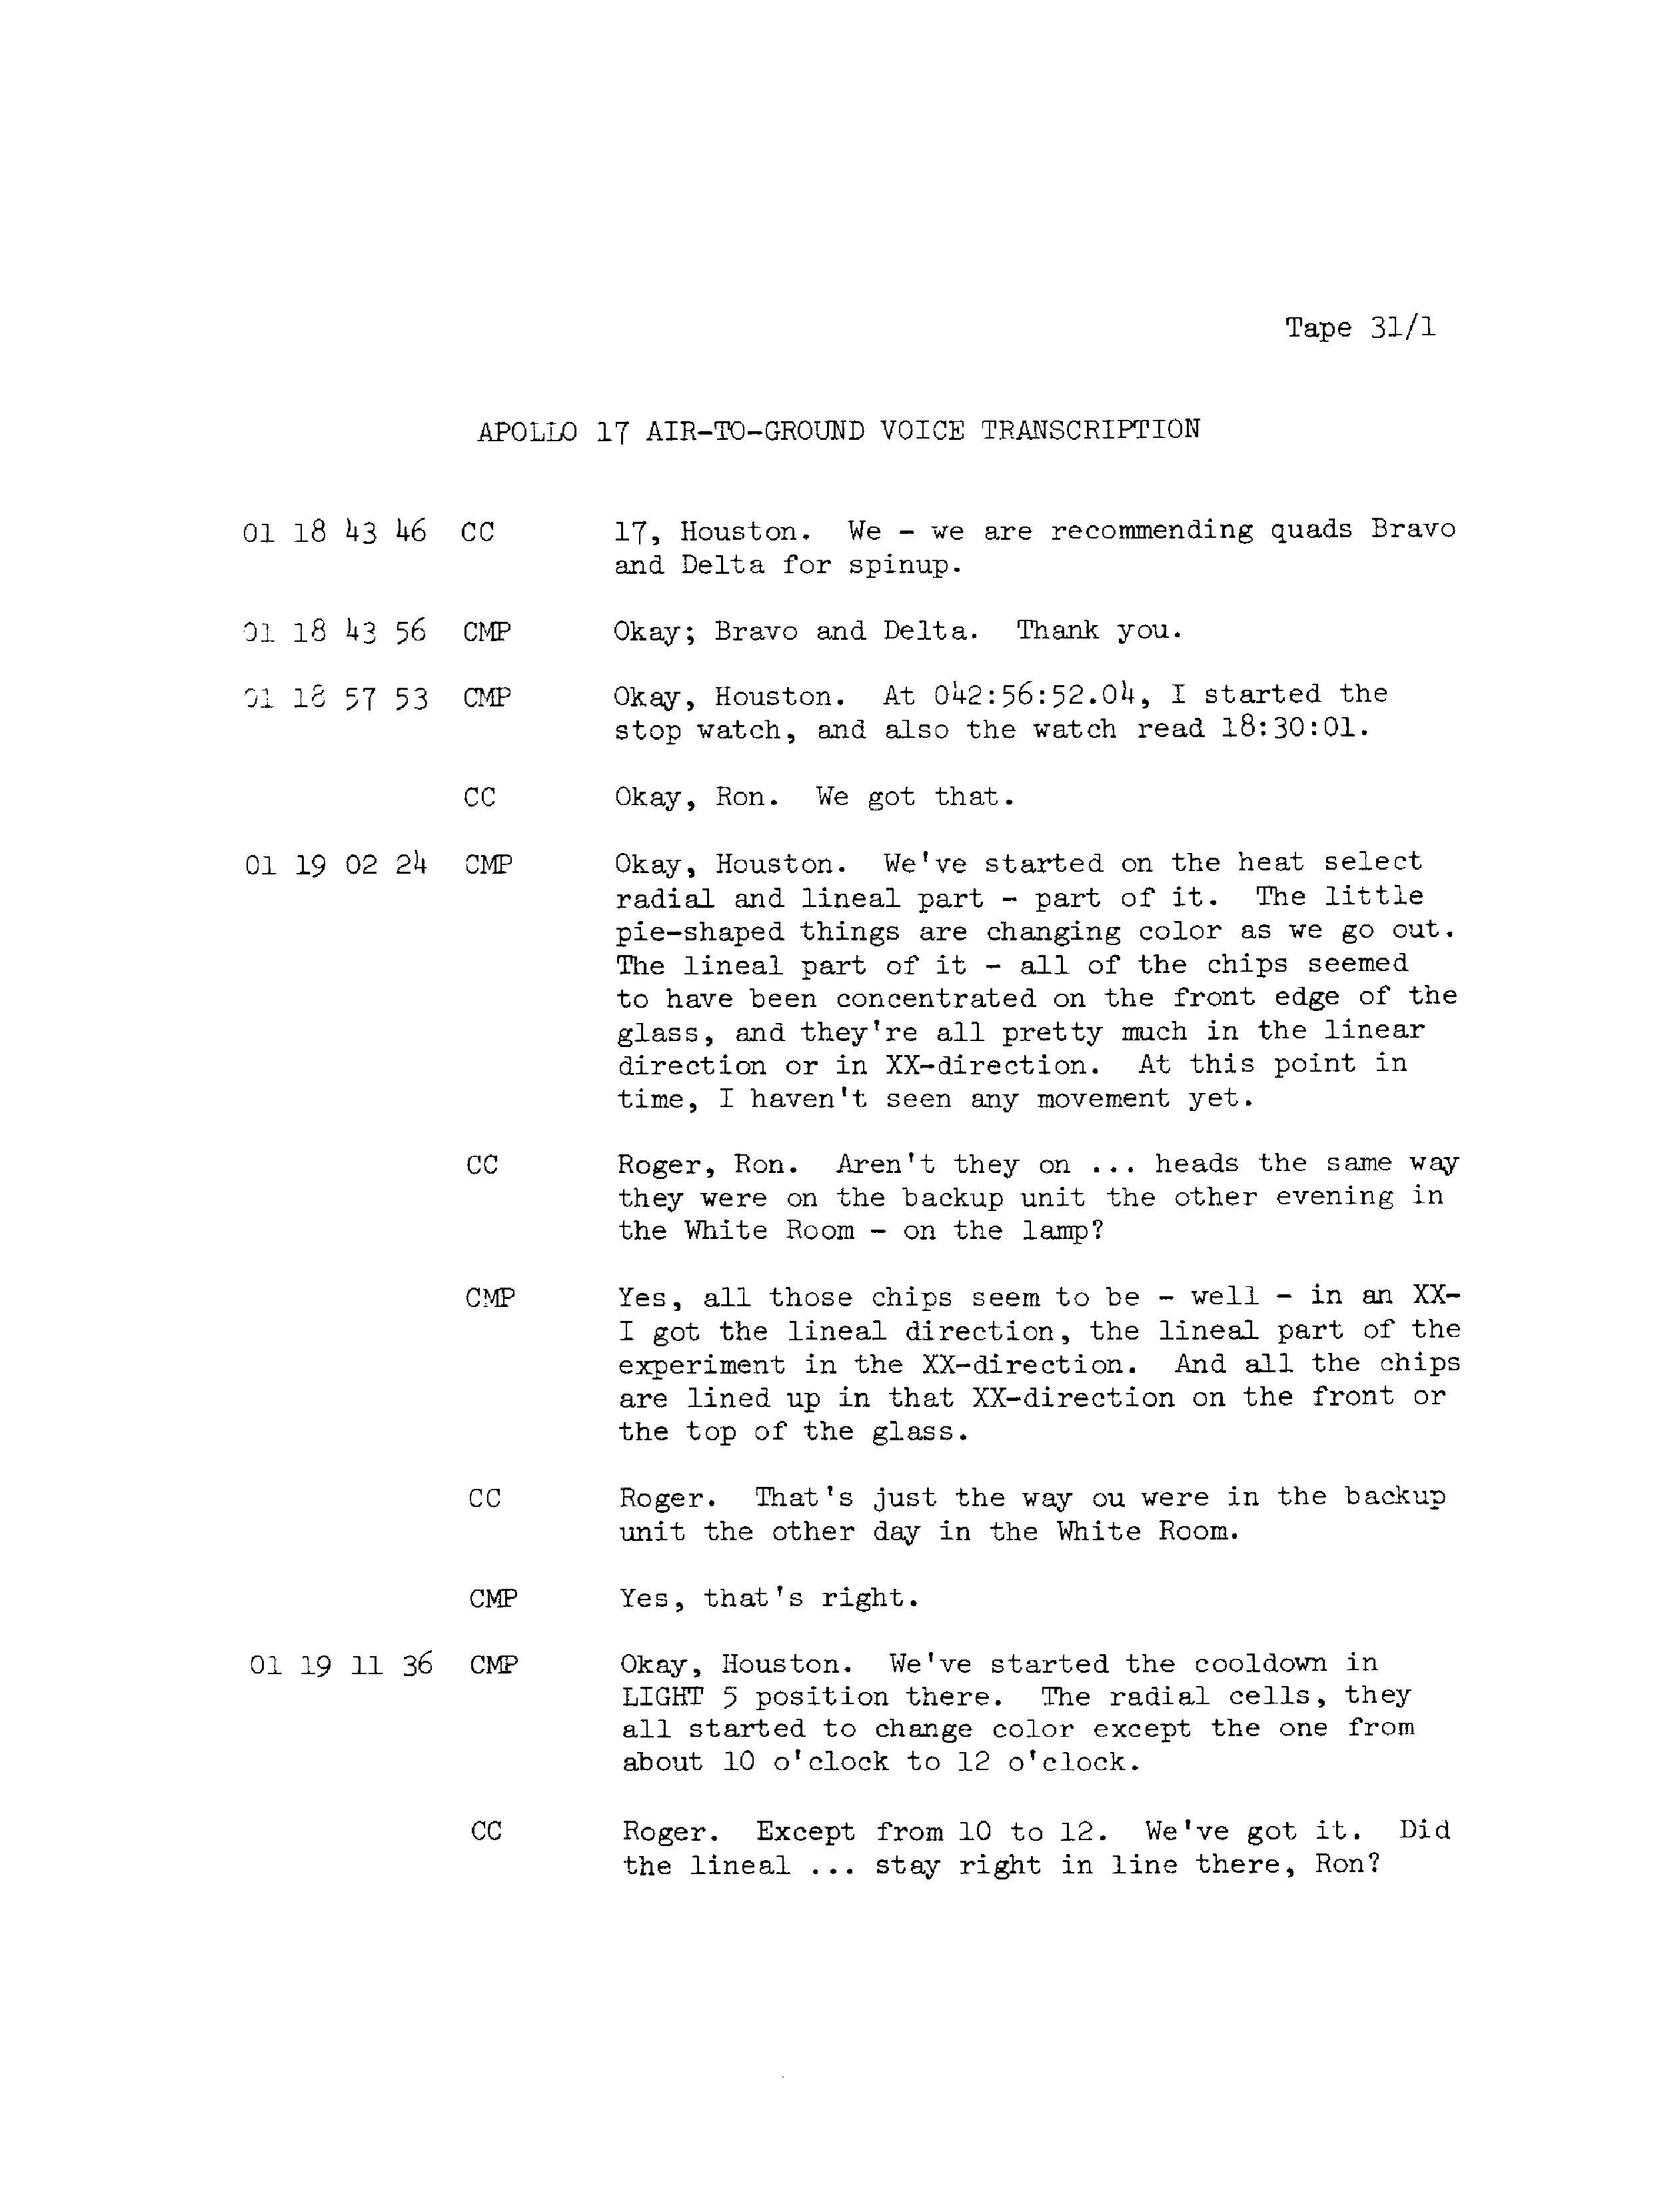 Tape 31/1
APOLLO 17 AIR-TO-GROUND VOICE TRANSCRIPTION
01 18 43 46 CC 17, Houston. We - we are recommending quads Bravo
and Delta for spinup.
01 18 43 56 CMP Okay; Bravo and Delta. Thank you.
01 18 57 53 CMP Okay, Houston. At 042:56:52.04, I started the
stop watch, and also the watch read 18:30:01.
CC Okay, Ron. We got that.
01 19 02 24 CMP Okay, Houston. We've started on the heat select
radial and lineal part - part of it. The little
pie-shaped things are changing color as we go out.
The lineal part of it - all of the chips seemed
to have been concentrated on the front edge of the
glass, and they're all pretty much in the linear
direction or in XX-direction. At this point in
time, I haven't seen any movement yet.
CC Roger, Ron. Aren't they on ... heads the same way
they were on the backup unit the other evening in
the White Room - on the lamp?
CMP Yes, all those chips seem to be - well - in an XX-
I got the lineal direction, the lineal part of the
experiment in the XX-direction. And all the chips
are lined up in that XX-direction on the front or
the top of the glass.
CC Roger. That's just the way ou were in the backup
unit the other day in the White Room.
CMP Yes, that's right.
01 19 11 36 CMP Okay, Houston. We've started the cooldown in
LIGHT 5 position there. The radial cells, they
all started to change color except the one from
about 10 o'clock to 12 o'clock.
CC Roger. Except from 10 to 12. We've got it. Did
the lineal ... stay right in line there, Ron?